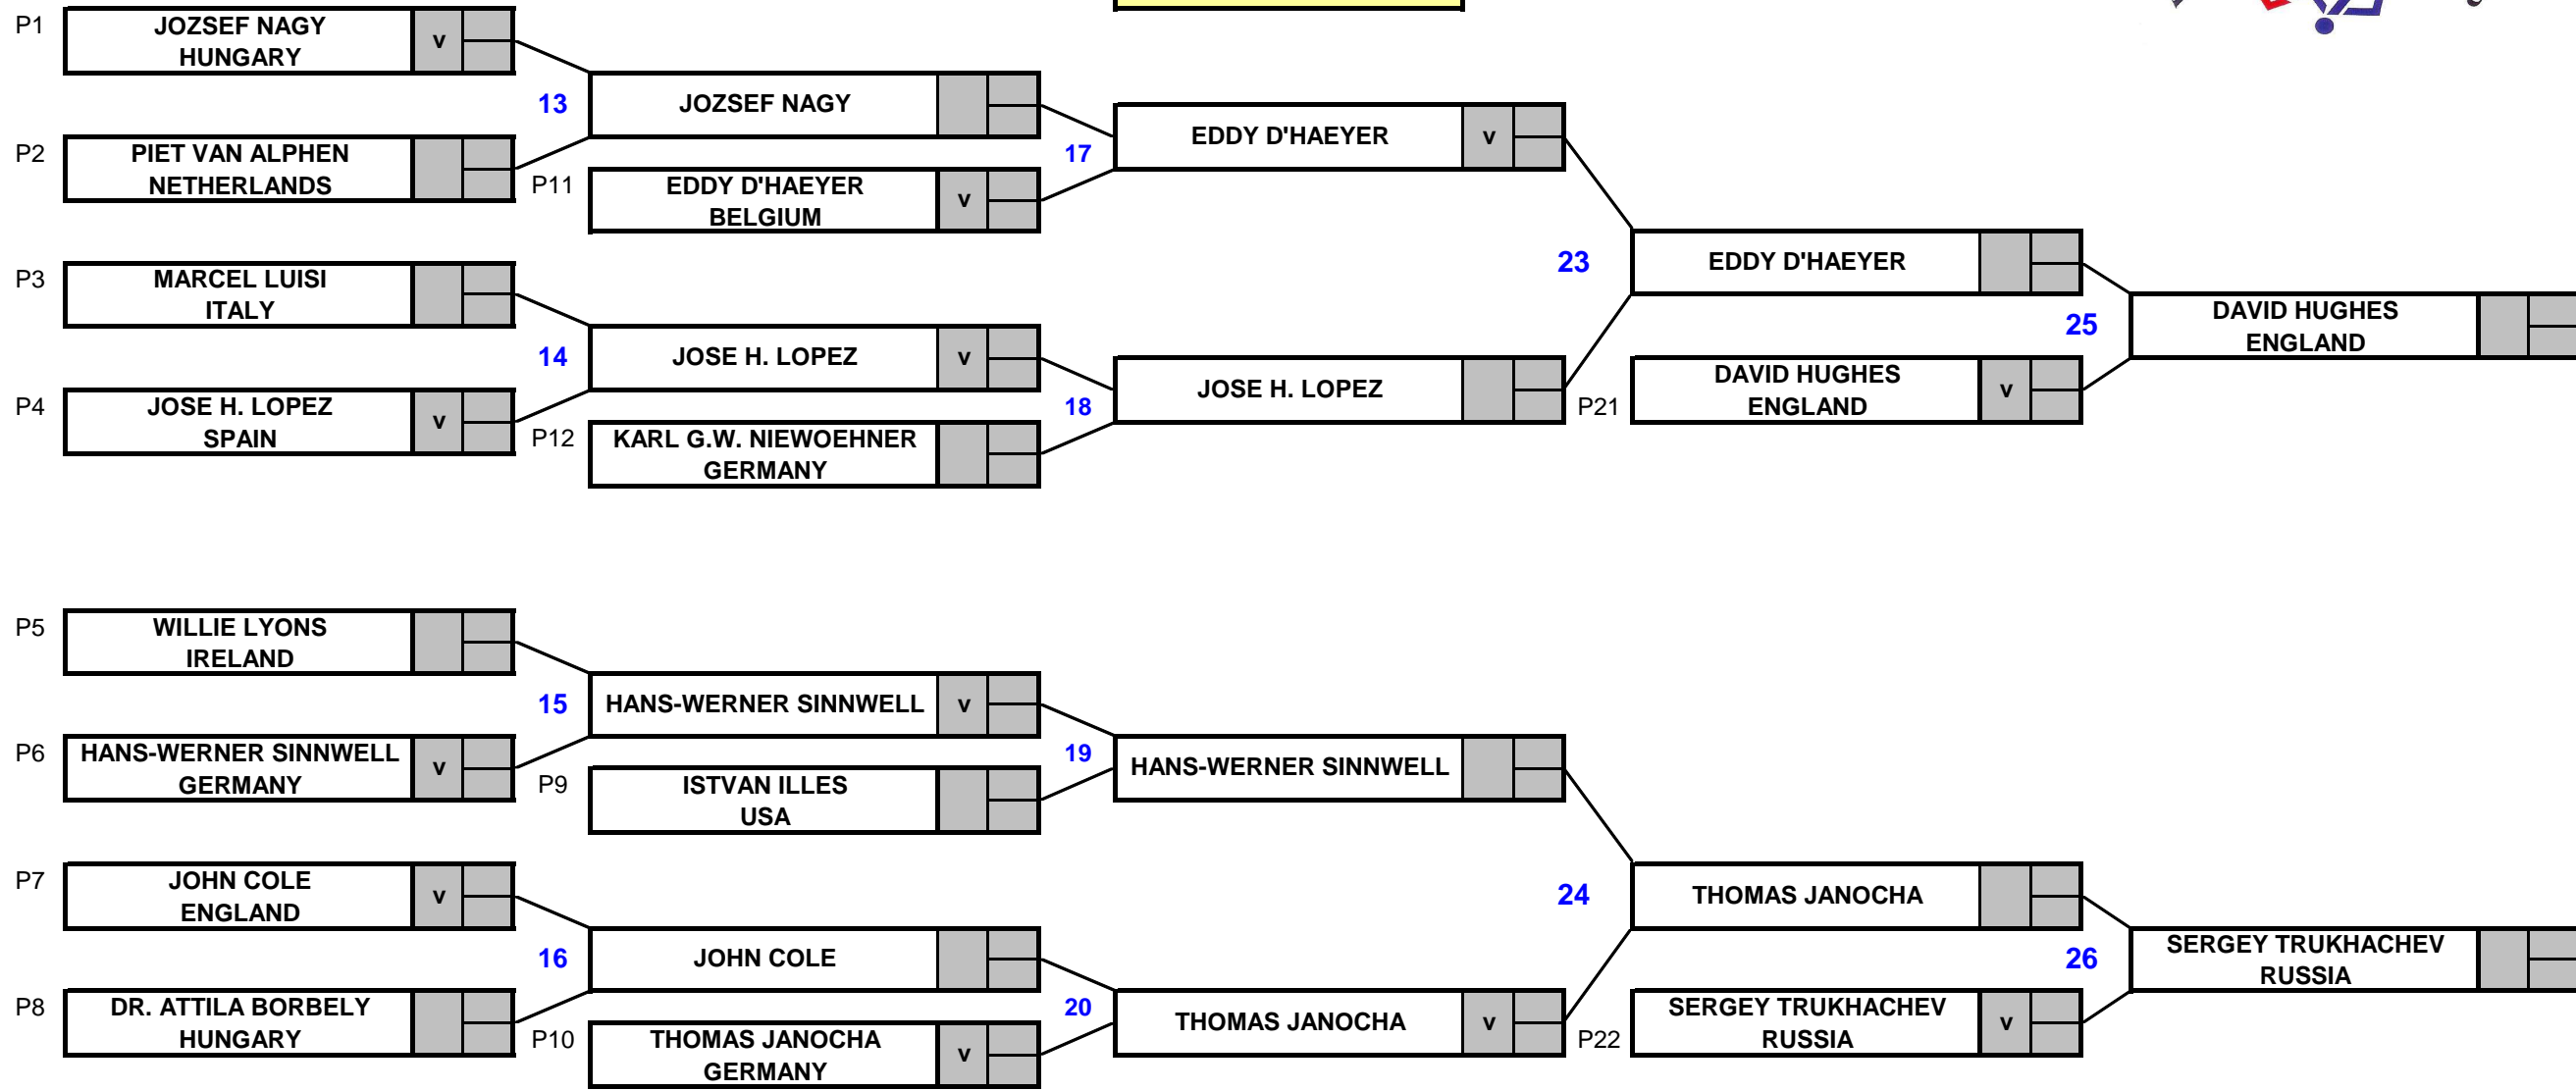 P1
JOZSEF NAGY
HUNGARY
v
P2
PIET VAN ALPHEN
NETHERLANDS
13
JOZSEF NAGY
P11
EDDY D'HAEYER
BELGIUM
v
17
EDDY D'HAEYER
v
P3
MARCEL LUISI
ITALY
P4
JOSE H. LOPEZ
SPAIN
v
14
JOSE H. LOPEZ
v
P12
KARL G.W. NIEWOEHNER
GERMANY
18
JOSE H. LOPEZ
23
EDDY D'HAEYER
P21
DAVID HUGHES
ENGLAND
v
25
DAVID HUGHES
ENGLAND
P5
WILLIE LYONS
IRELAND
P6
HANS-WERNER SINNWELL
GERMANY
v
15
HANS-WERNER SINNWELL
v
P9
ISTVAN ILLES
USA
19
HANS-WERNER SINNWELL
P7
JOHN COLE
ENGLAND
v
P8
DR. ATTILA BORBELY
HUNGARY
16
JOHN COLE
P10
THOMAS JANOCHA
GERMANY
v
20
THOMAS JANOCHA
v
24
THOMAS JANOCHA
P22
SERGEY TRUKHACHEV
RUSSIA
v
26
SERGEY TRUKHACHEV
RUSSIA